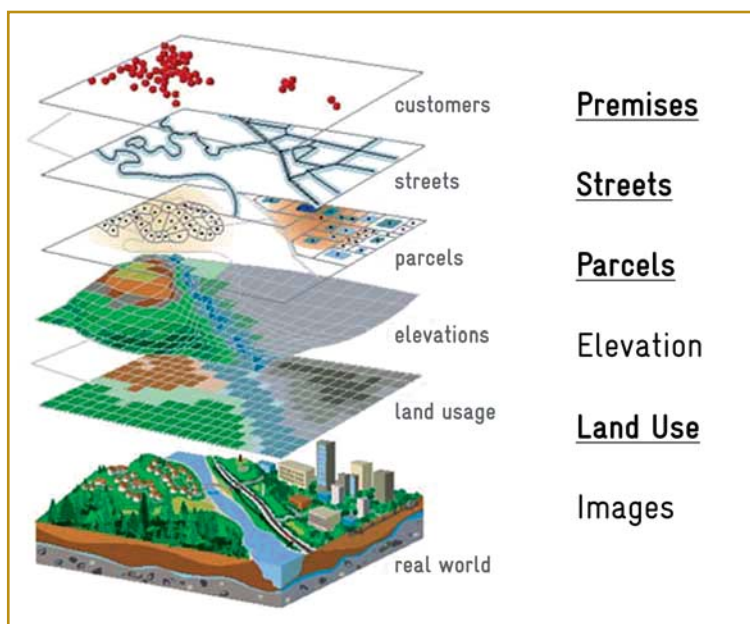 customers
Premises
streets
Streets
parcels
Parcels
elevations
Elevation
land usage
Land Use
Images
real world